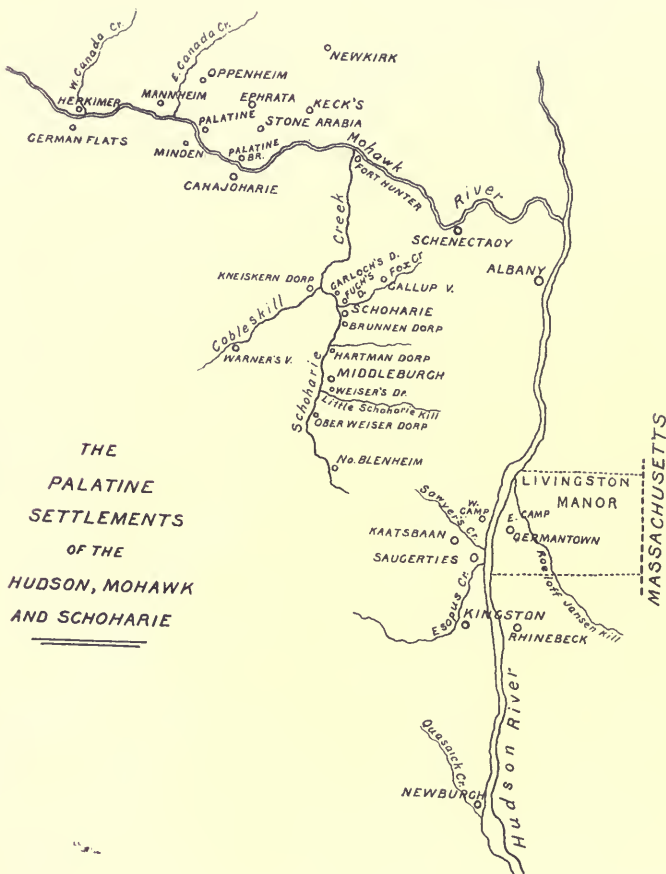 W. Canada Cr.
E. Canada Cr.
NEWKIRK
OPPENHEIM
HERKIMER
MANNHEIM
EPHRATA
KECK'S
PALATINE
STONE ARABIA
GERMAN FLATS
MINDEN
PALATINE
BR.
CANAJOHARIE
Mohawk
River
FORT HUNTER
SCHENECTADY
Creek
ALBANY
KNEISKERN DORP
GARLOCH'S D.
FUCH'S
D.
Fox Cr
GALLUP V.
SCHOHARIE
BRUNNEN DORP
Cobleskill
WARNER'S V.
HARTMAN DORP
MIDDLEBURGH
WEISER'S Dr.
Little Schoharie Kill
Schoharie
OBER WEISER DORP
No. BLENHEIM
THE
PALATINE
SETTLEMENTS
OF THE
HUDSON, MOHAWK
AND SCHOHARIE
LIVINGSTON
MANOR
MASSACHUSETTS
Sawyer's Cr.
W.
CAMP
E. CAMP
GERMANTOWN
KAATSBAAN
SAUGERTIES
Roeliff Jansen Kill
Esopus Cr.
KINGSTON
RHINEBECK
Quasaick Cr.
NEWBURGH
Hudson River